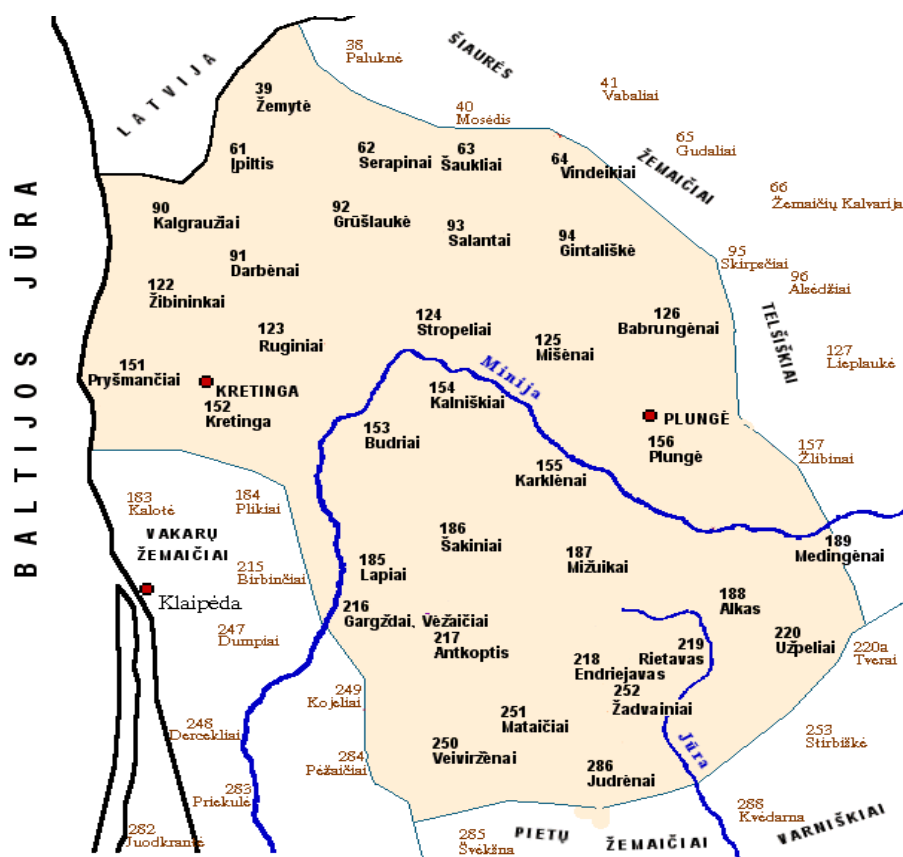 BALTIJOS JŪRA
LATVIJA
38
Paluknė
ŠIAURĖS
ŽEMAIČIAI
41
Vabaliai
39
Žemytė
40
Mosėdis
65
Gudaliai
61
Įpiltis
62
Serapinai
63
Šaukliai
64
Vindeikiai
66
Žemaičių Kalvarija
90
Kalgraužiai
92
Grūšlaukė
93
Salantai
94
Gintališkė
95
Skirpsčiai
96
Alsėdžiai
91
Darbėnai
122
Žibininkai
TELŠIŠKIAI
123
Ruginiai
124
Stropeliai
125
Mišėnai
126
Babrungėnai
127
Lieplaukė
151
Pryšmančiai
KRETINGA
152
Kretinga
Minija
154
Kalniškiai
153
Budriai
PLUNGĖ
156
Plungė
155
Karklėnai
157
Žlibinai
183
Kalotė
184
Plikiai
VAKARŲ
ŽEMAIČIAI
186
Šakiniai
189
Medingėnai
187
Mižuikai
185
Lapiai
215
Birbinčiai
Klaipėda
188
Alkas
216
Gargždai, Vėžaičiai
217
Antkoptis
247
Dumpiai
220
Užpeliai
220a
Tverai
219
Rietavas
218
Endriejavas
252
Žadvainiai
249
Kojeliai
251
Mataičiai
248
Dercekliai
253
Stirbiškė
250
Veivirženai
284
Pėžaičiai
Jūra
286
Judrėnai
283
Priekulė
288
Kvėdarna
VARNIŠKIAI
282
Juodkrantė
285
Švėkšna
PIETŲ
ŽEMAIČIAI